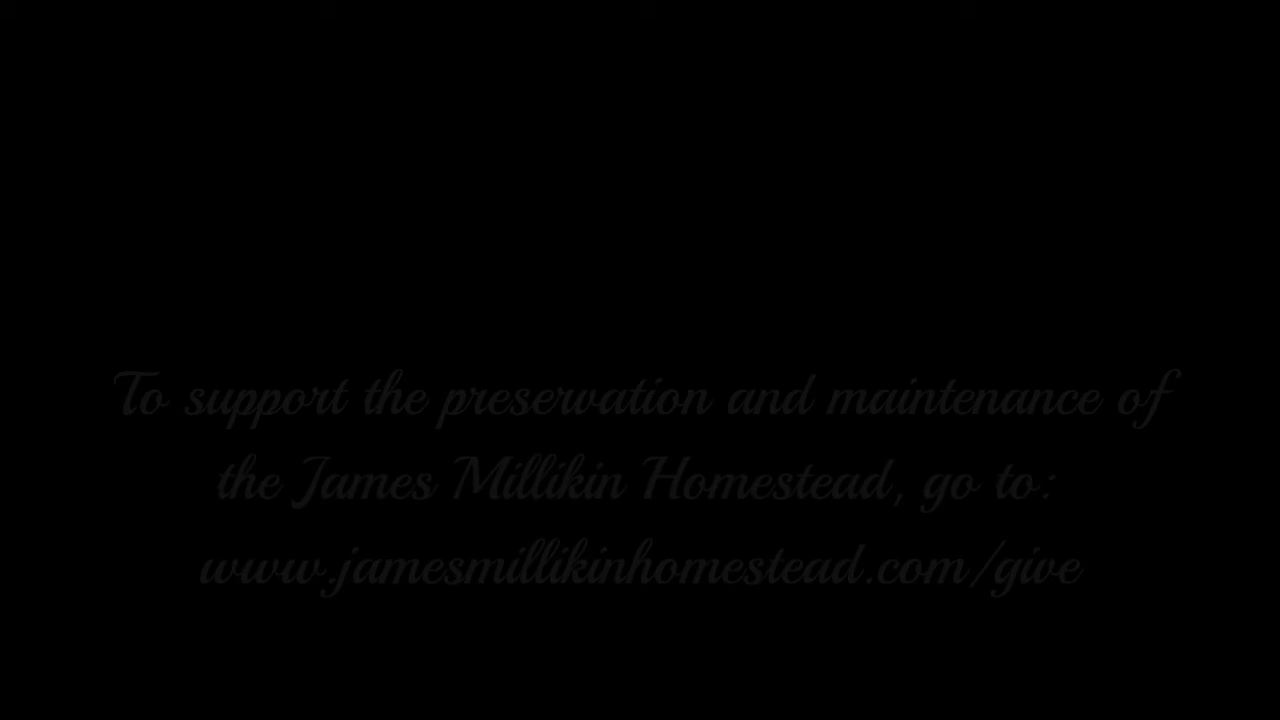 To support the preservation and maintenance of
the James Millikin Homestead, go to:
www.jamesmillikinhomestead.com/give